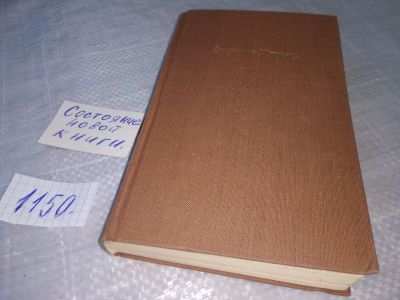 Состояние
новой
книги.
1150.